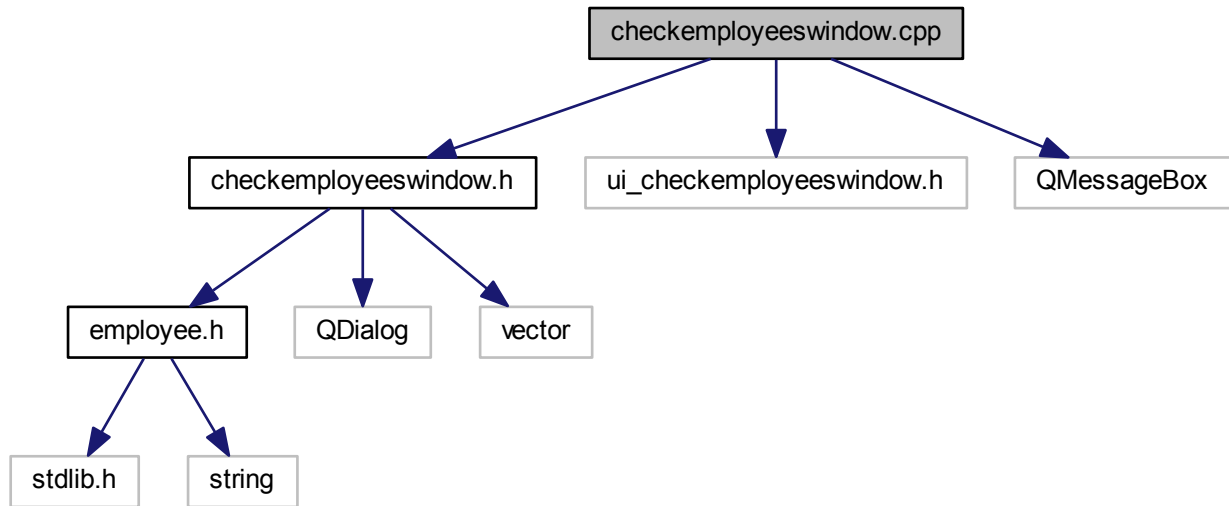 checkemployeeswindow.cpp
checkemployeeswindow.h
ui_checkemployeeswindow.h
QMessageBox
employee.h
QDialog
vector
stdlib.h
string